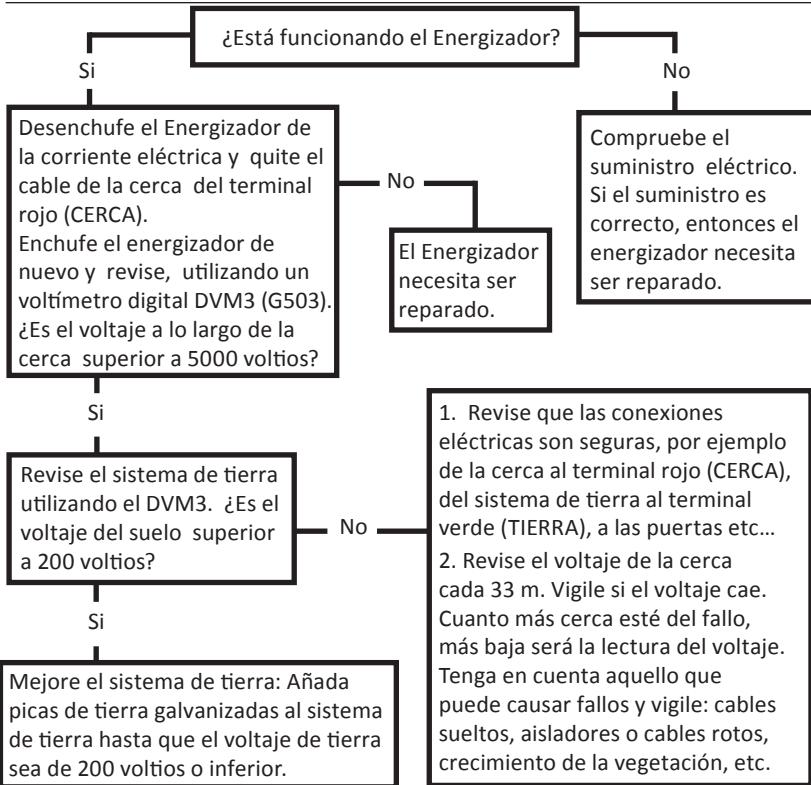 ¿Está funcionando el Energizador?
Si
No
Desenchufe el Energizador de
la corriente eléctrica y quite el
cable de la cerca del terminal
rojo (CERCA).
Enchufe el energizador de
nuevo y revise, utilizando un
voltímetro digital DVM3 (G503).
¿Es el voltaje a lo largo de la
cerca superior a 5000 voltios?
No
El Energizador
necesita ser
reparado.
Compruebe el
suministro eléctrico.
Si el suministro es
correcto, entonces el
energizador necesita
ser reparado.
Si
Revise el sistema de tierra
utilizando el DVM3. ¿Es el
voltaje del suelo superior
a 200 voltios?
No
1. Revise que las conexiones
eléctricas son seguras, por ejemplo
de la cerca al terminal rojo (CERCA),
del sistema de tierra al terminal
verde (TIERRA), a las puertas etc...
2. Revise el voltaje de la cerca
cada 33 m. Vigile si el voltaje cae.
Cuanto más cerca esté del fallo,
más baja será la lectura del voltaje.
Tenga en cuenta aquello que
puede causar fallos y vigile: cables
sueltos, aisladores o cables rotos,
crecimiento de la vegetación, etc.
Si
Mejore el sistema de tierra: Añada
picas de tierra galvanizadas al sistema
de tierra hasta que el voltaje de tierra
sea de 200 voltios o inferior.